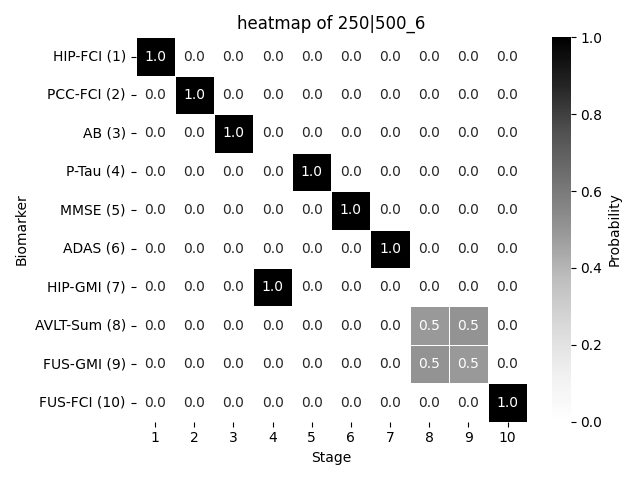 heatmap of 250|500_6
HIP-FCI (1) 1.0 0.0 0.0 0.0 0.0 0.0 0.0 0.0 0.0 0.0
PCC-FCI (2) 0.0 1.0 0.0 0.0 0.0 0.0 0.0 0.0 0.0 0.0
AB (3) 0.0 0.0 1.0 0.0 0.0 0.0 0.0 0.0 0.0 0.0
P-Tau (4) 0.0 0.0 0.0 0.0 1.0 0.0 0.0 0.0 0.0 0.0
MMSE (5) 0.0 0.0 0.0 0.0 0.0 1.0 0.0 0.0 0.0 0.0
ADAS (6) 0.0 0.0 0.0 0.0 0.0 0.0 1.0 0.0 0.0 0.0
HIP-GMI (7) 0.0 0.0 0.0 1.0 0.0 0.0 0.0 0.0 0.0 0.0
AVLT-Sum (8) 0.0 0.0 0.0 0.0 0.0 0.0 0.0 0.5 0.5 0.0
FUS-GMI (9) 0.0 0.0 0.0 0.0 0.0 0.0 0.0 0.5 0.5 0.0
FUS-FCI (10) 0.0 0.0 0.0 0.0 0.0 0.0 0.0 0.0 0.0 1.0
1 2 3 4 5 6 7 8 9 10
Stage
Biomarker
1.0
0.8
0.6
0.4
0.2
0.0
Probability